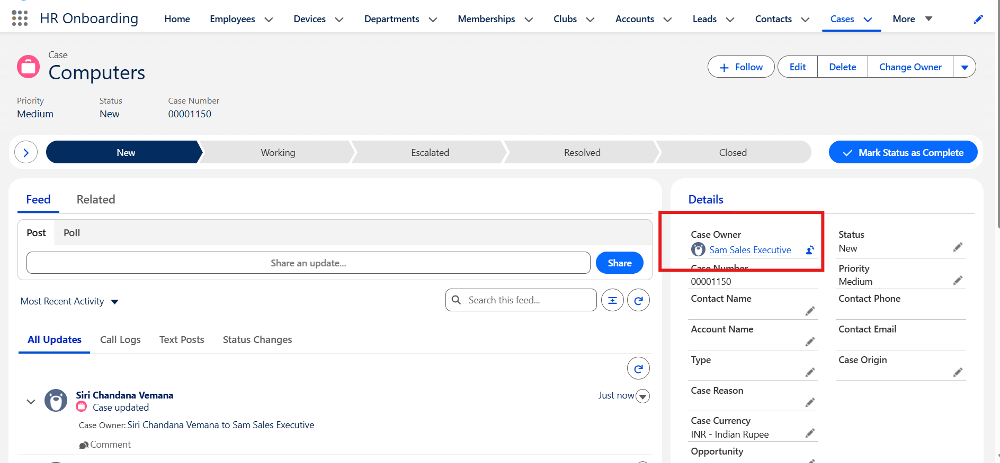 HR Onboarding
Home
Employees
Devices
Departments
Memberships
Clubs
Accounts
Leads
Contacts
Cases
More
Case
Computers
Follow
Edit
Delete
Change Owner
Priority
Medium
Status
New
Case Number
00001150
New
Working
Escalated
Resolved
Closed
Mark Status as Complete
Feed
Related
Post
Poll
Share an update...
Share
Most Recent Activity
Search this feed...
All Updates
Call Logs
Text Posts
Status Changes
Siri Chandana Vemana
Just now
Case updated
Case Owner: Siri Chandana Vemana to Sam Sales Executive
Comment
Details
Case Owner
Sam Sales Executive
Status
New
Case Number
00001150
Priority
Medium
Contact Name
Contact Phone
Account Name
Contact Email
Type
Case Origin
Case Reason
Case Currency
INR - Indian Rupee
Opportunity